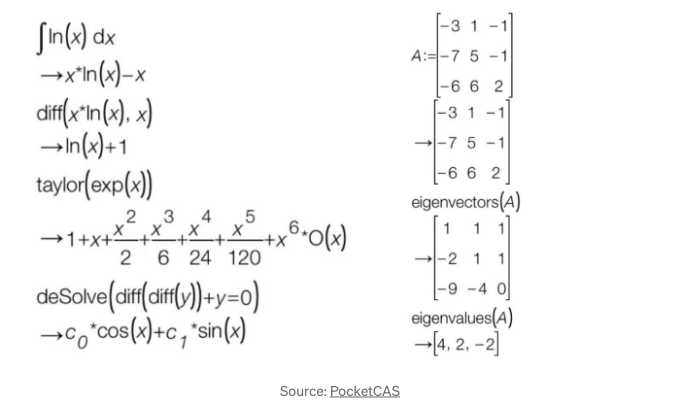 ∫ln(x) dx
→x*ln(x)−x
diff(x*ln(x), x)
→ln(x)+1
taylor(exp(x))
→1+x+x²/2+x³/6+x⁴/24+x⁵/120+x⁶*O(x)
deSolve(diff(diff(y))+y=0)
→c₀*cos(x)+c₁*sin(x)
A:=[−3 1 −1
−7 5 −1
−6 6 2]
→[−3 1 −1
−7 5 −1
−6 6 2]
eigenvectors(A)
→[1 1 1
−2 1 1
−9 −4 0]
eigenvalues(A)
→[4, 2, −2]
Source: PocketCAS